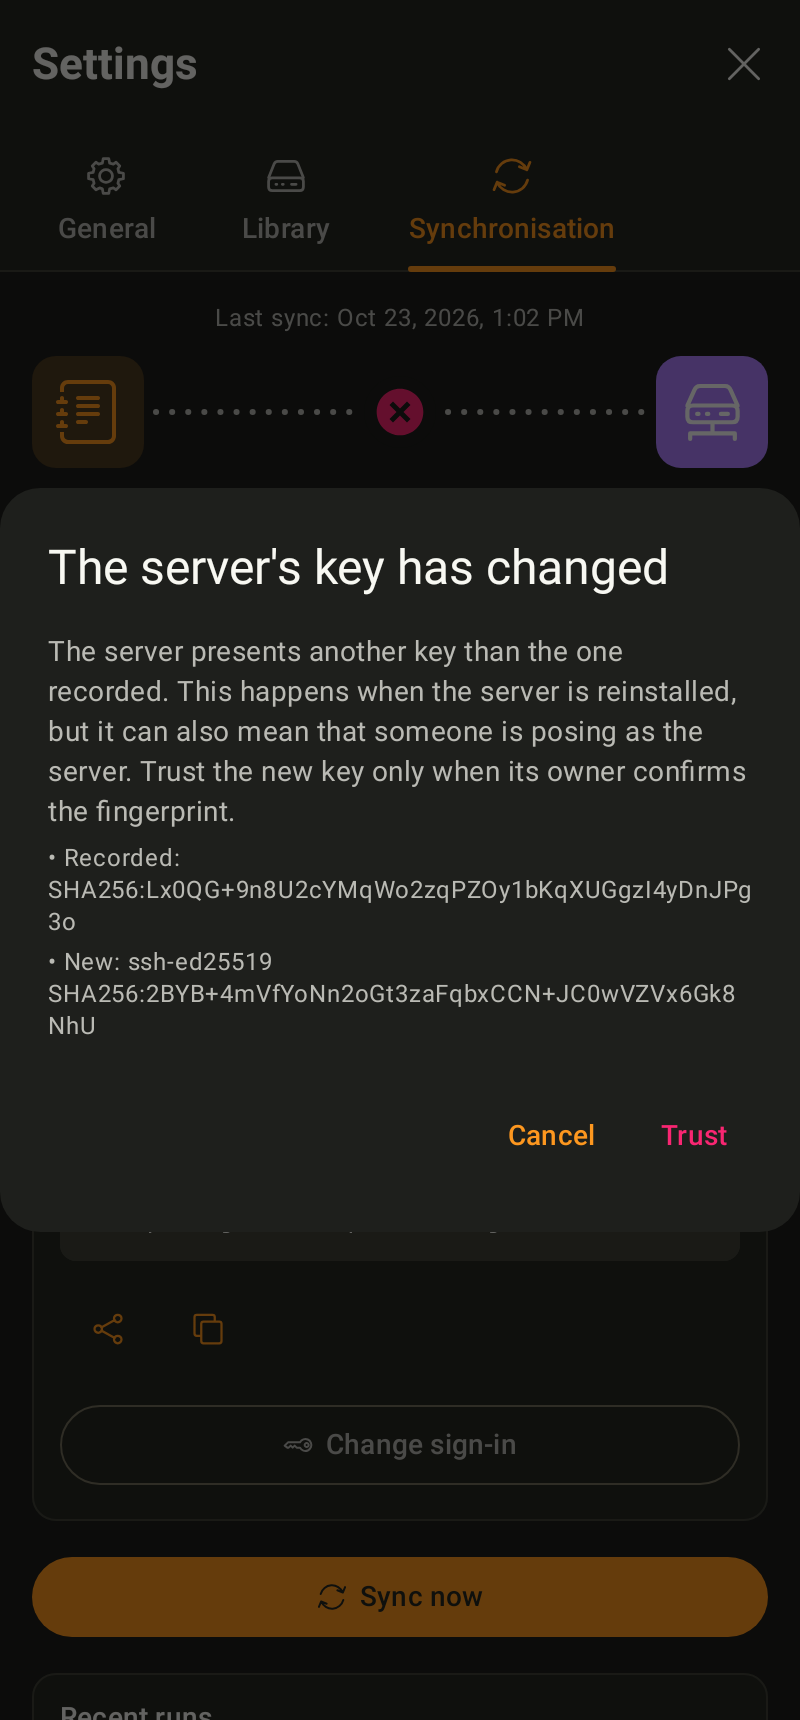 Settings
General
Library
Synchronisation
Last sync: Oct 23, 2026, 1:02 PM
The server's key has changed
The server presents another key than the one
recorded. This happens when the server is reinstalled,
but it can also mean that someone is posing as the
server. Trust the new key only when its owner confirms
the fingerprint.
• Recorded:
SHA256:Lx0QG+9n8U2cYMqWo2zqPZOy1bKqXUGgzI4yDnJPg
3o
• New: ssh-ed25519
SHA256:2BYB+4mVfYoNn2oGt3zaFqbxCCN+JC0wVZVx6Gk8
NhU
Cancel
Trust
Change sign-in
Sync now
Recent runs